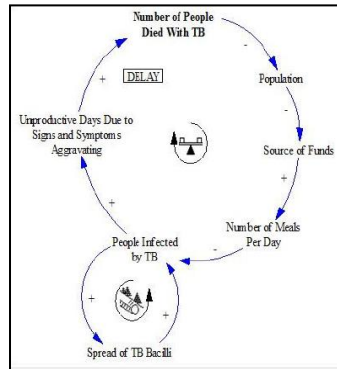 Number of People
Died With TB
-
Population
+
DELAY
-
Unproductive Days Due to
Signs and Symptoms
Aggravating
Source of Funds
+
+
Number of Meals
Per Day
People Infected
by TB
-
+
+
Spread of TB Bacilli